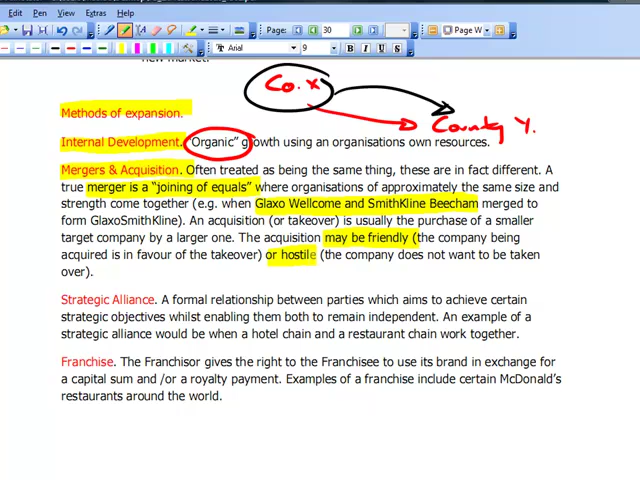 Edit Pen View Extras Help
Arial 9 Page: 30 B I S U Page W
new market.
Co. X
County Y.
Methods of expansion.
Internal Development. "Organic" growth using an organisations own resources.
Mergers & Acquisition. Often treated as being the same thing, these are in fact different. A
true merger is a "joining of equals" where organisations of approximately the same size and
strength come together (e.g. when Glaxo Wellcome and SmithKline Beecham merged to
form GlaxoSmithKline). An acquisition (or takeover) is usually the purchase of a smaller
target company by a larger one. The acquisition may be friendly (the company being
acquired is in favour of the takeover) or hostile (the company does not want to be taken
over).
Strategic Alliance. A formal relationship between parties which aims to achieve certain
strategic objectives whilst enabling them both to remain independent. An example of a
strategic alliance would be when a hotel chain and a restaurant chain work together.
Franchise. The Franchisor gives the right to the Franchisee to use its brand in exchange for
a capital sum and /or a royalty payment. Examples of a franchise include certain McDonald's
restaurants around the world.